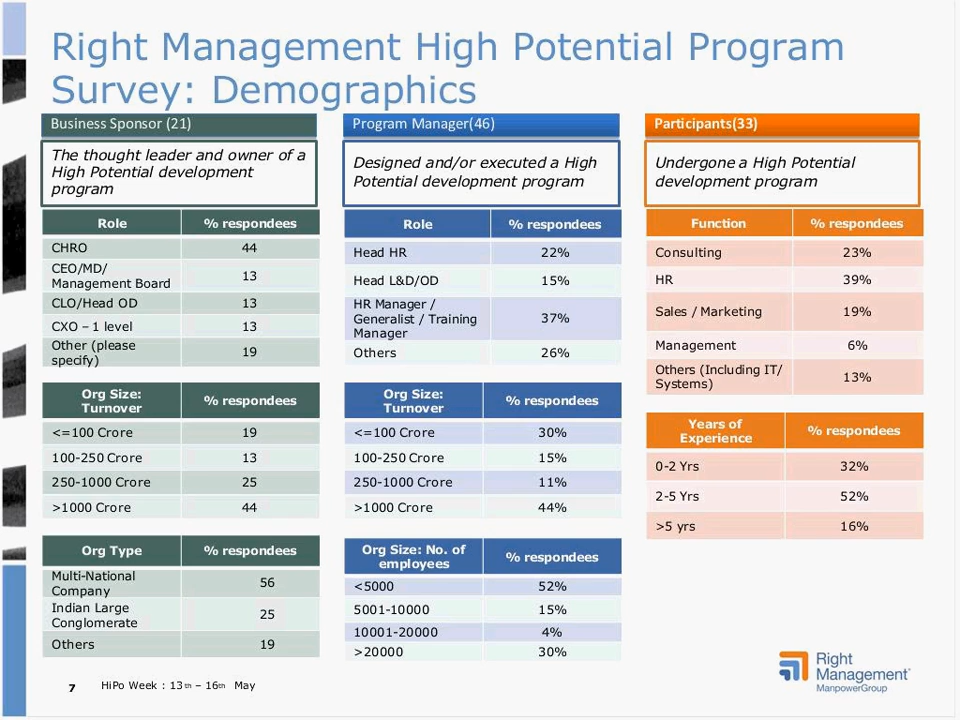 Right Management High Potential Program
Survey: Demographics
Business Sponsor (21)
The thought leader and owner of a
High Potential development
program
Role % respondees
CHRO 44
CEO/MD/
Management Board 13
CLO/Head OD 13
CXO – 1 level 13
Other (please
specify) 19
Org Size:
Turnover % respondees
<=100 Crore 19
100-250 Crore 13
250-1000 Crore 25
>1000 Crore 44
Org Type % respondees
Multi-National
Company 56
Indian Large
Conglomerate 25
Others 19
Program Manager(46)
Designed and/or executed a High
Potential development program
Role % respondees
Head HR 22%
Head L&D/OD 15%
HR Manager /
Generalist / Training
Manager 37%
Others 26%
Org Size:
Turnover % respondees
<=100 Crore 30%
100-250 Crore 15%
250-1000 Crore 11%
>1000 Crore 44%
Org Size: No. of
employees % respondees
<5000 52%
5001-10000 15%
10001-20000 4%
>20000 30%
Participants(33)
Undergone a High Potential
development program
Function % respondees
Consulting 23%
HR 39%
Sales / Marketing 19%
Management 6%
Others (Including IT/
Systems) 13%
Years of
Experience % respondees
0-2 Yrs 32%
2-5 Yrs 52%
>5 yrs 16%
7 HiPo Week : 13th – 16th May
Right
Management
ManpowerGroup